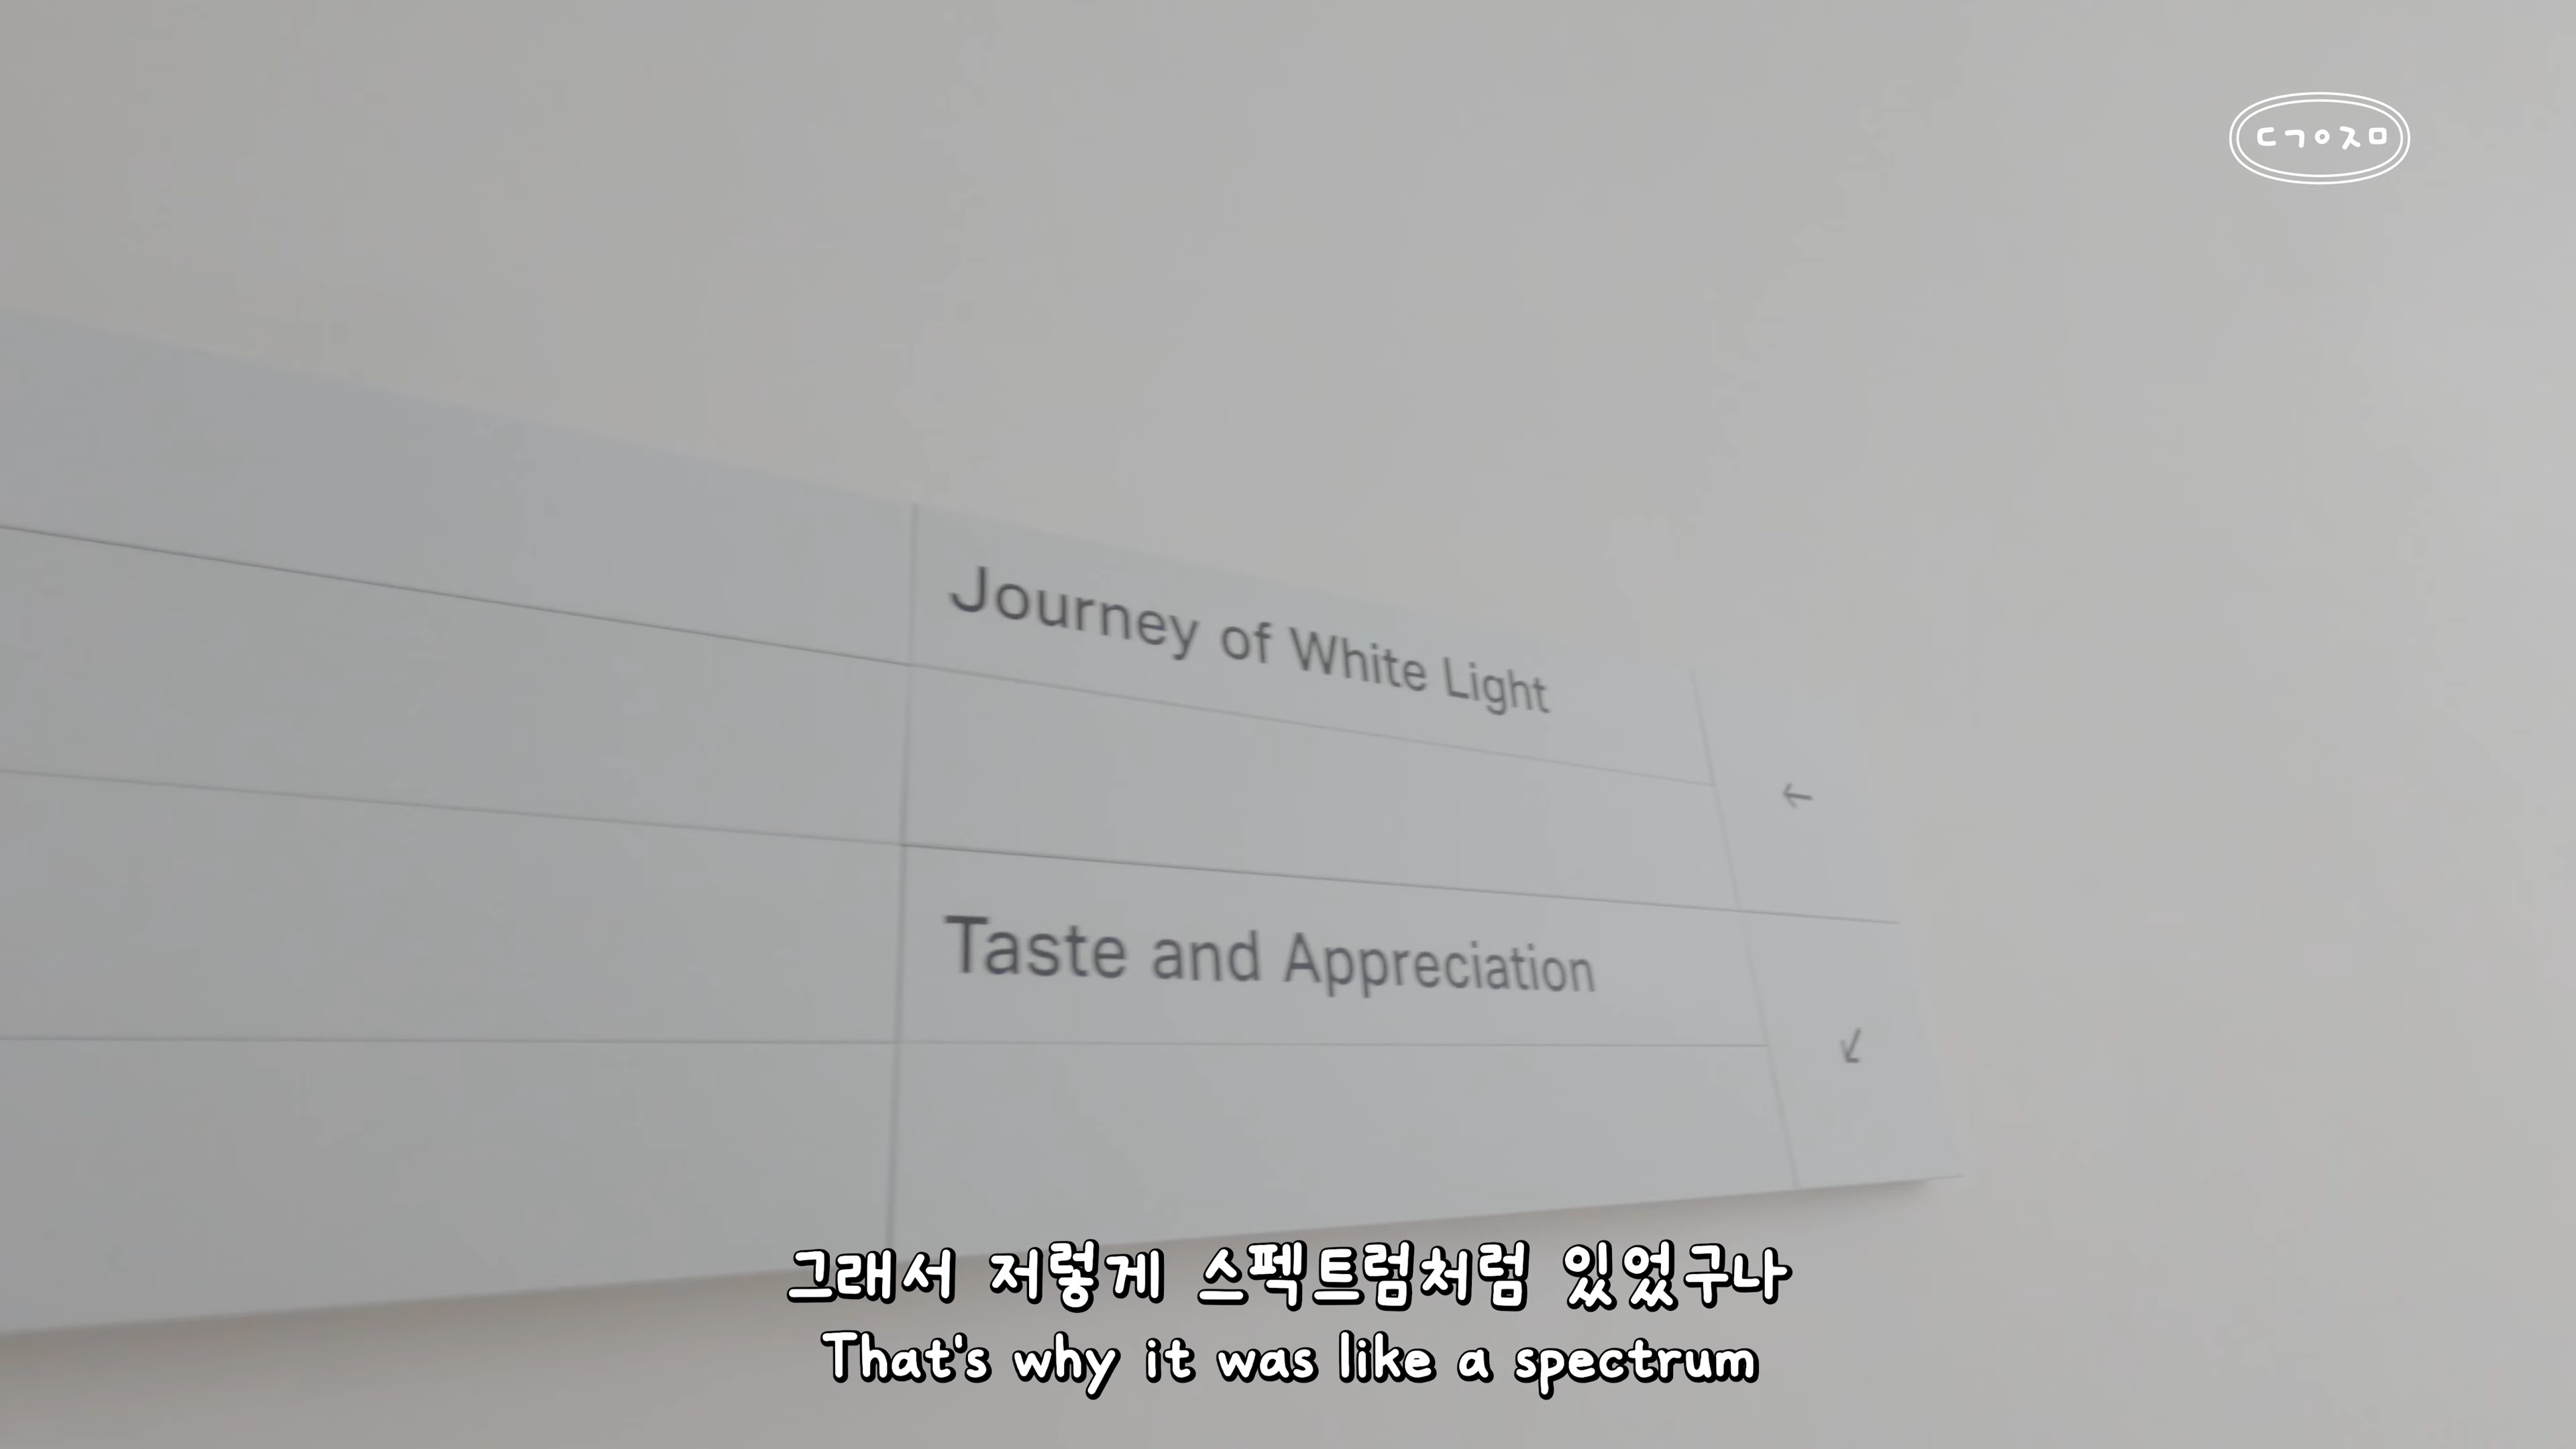 ㄷㄱㅇㅈㅁ
Journey of White Light
←
Taste and Appreciation
↙
그래서 저렇게 스펙트럼처럼 있었구나
That's why it was like a spectrum